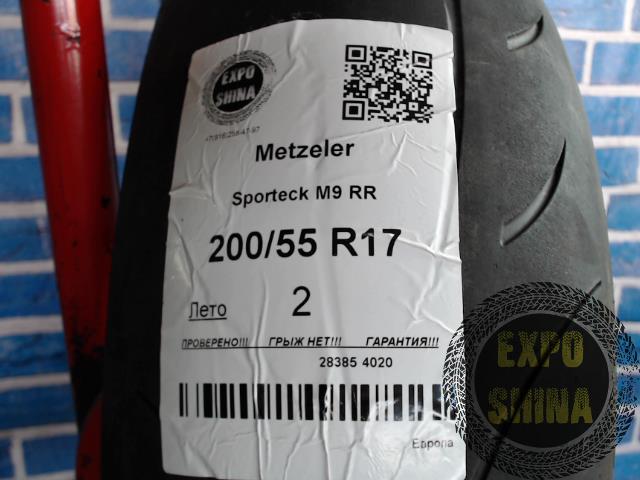 EXPO
SHINA
Metzeler
Sporteck M9 RR
200/55 R17
Лето 2
ПРОВЕРЕНО!!! ГРЫЖ НЕТ!!! ГАРАНТИЯ!!!
28385 4020
Европа
EXPO
SHINA